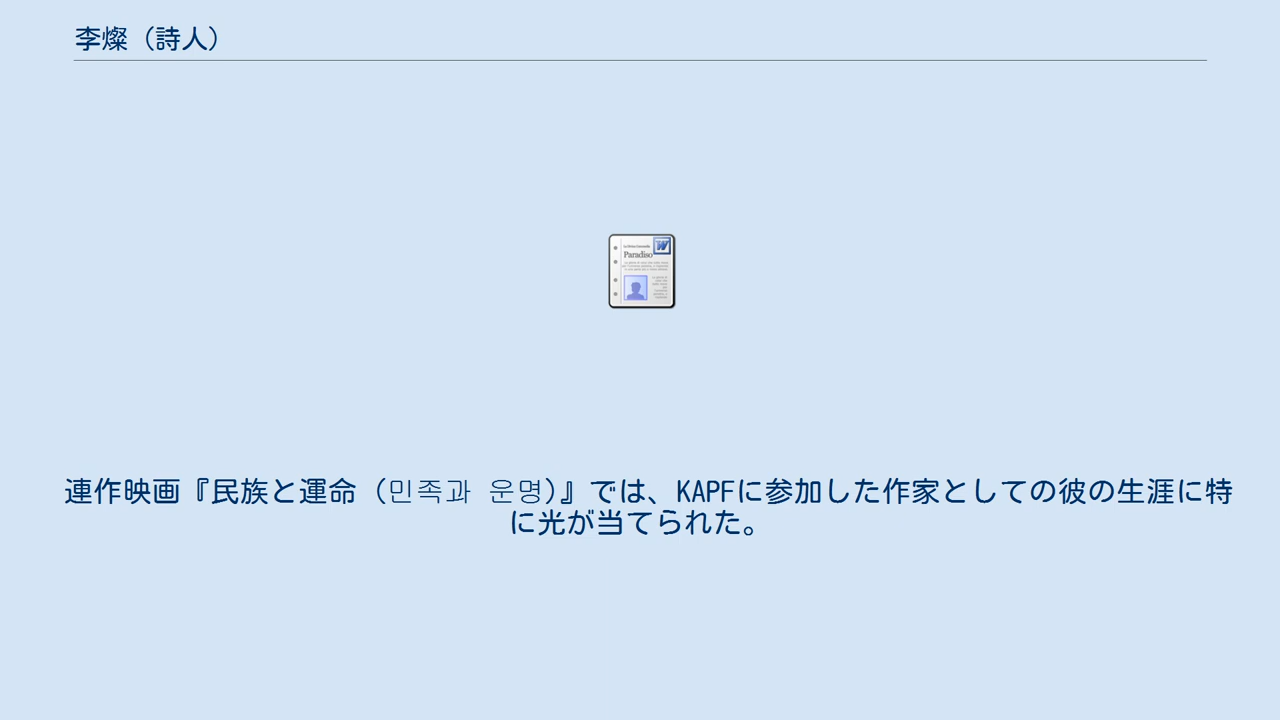 李燦（詩人）
Paradiso
連作映画『民族と運命（민족과 운명)』では、KAPFに参加した作家としての彼の生涯に特
に光が当てられた。